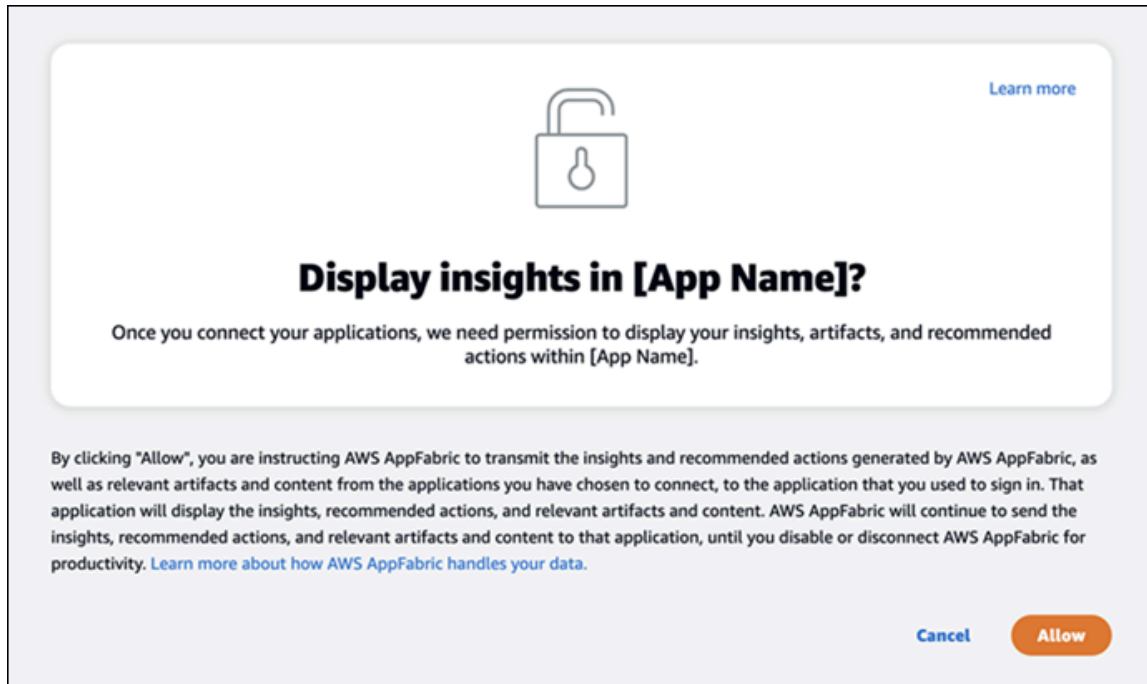 Learn more
Display insights in [App Name]?
Once you connect your applications, we need permission to display your insights, artifacts, and recommended
actions within [App Name].
By clicking "Allow", you are instructing AWS AppFabric to transmit the insights and recommended actions generated by AWS AppFabric, as
well as relevant artifacts and content from the applications you have chosen to connect, to the application that you used to sign in. That
application will display the insights, recommended actions, and relevant artifacts and content. AWS AppFabric will continue to send the
insights, recommended actions, and relevant artifacts and content to that application, until you disable or disconnect AWS AppFabric for
productivity. Learn more about how AWS AppFabric handles your data.
Cancel Allow